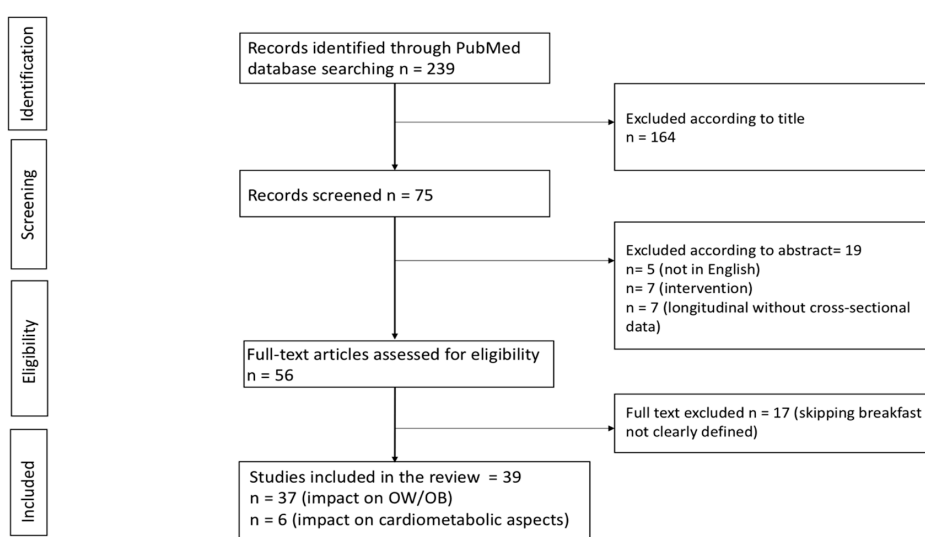 Identification
Records identified through PubMed
database searching n = 239
Excluded according to title
n = 164
Screening
Records screened n = 75
Excluded according to abstract= 19
n= 5 (not in English)
n= 7 (intervention)
n = 7 (longitudinal without cross-sectional
data)
Eligibility
Full-text articles assessed for eligibility
n = 56
Full text excluded n = 17 (skipping breakfast
not clearly defined)
Included
Studies included in the review = 39
n = 37 (impact on OW/OB)
n = 6 (impact on cardiometabolic aspects)